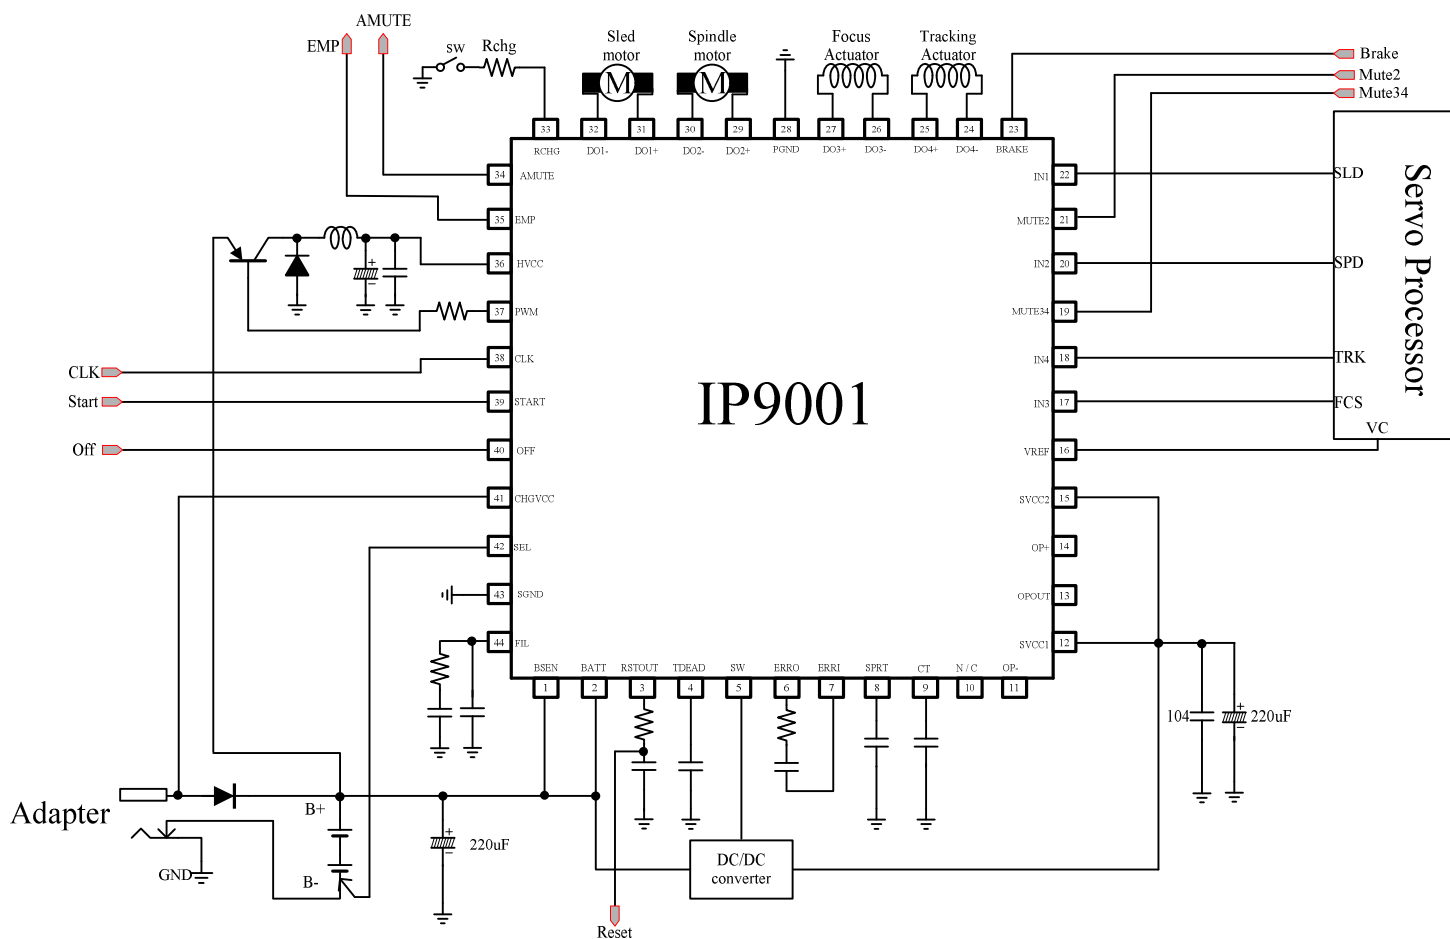 AMUTE
EMP
SW
Rchg
Sled
motor
Spindle
motor
Focus
Actuator
Tracking
Actuator
Brake
Mute2
Mute34
M
M
33
32
31
30
29
28
27
26
25
24
23
RCHG
DO1-
DO1+
DO2-
DO2+
PGND
DO3+
DO3-
DO4+
DO4-
BRAKE
34
AMUTE
35
EMP
36
HVCC
37
PWM
38
CLK
39
START
40
OFF
41
CHGVCC
42
SEL
43
SGND
44
FIL
IN1
22
MUTE2
21
IN2
20
MUTE34
19
IN4
18
IN3
17
VREF
16
SVCC2
15
OP+
14
OPOUT
13
SVCC1
12
IP9001
SLD
SPD
TRK
FCS
VC
Servo Processor
+
-
CLK
Start
Off
BSEN
BATT
RSTOUT
TDEAD
SW
ERRO
ERRI
SPRT
CT
N / C
OP-
1
2
3
4
5
6
7
8
9
10
11
104
+
-
220uF
Adapter
GND
B+
B-
+
-
220uF
DC/DC
converter
Reset